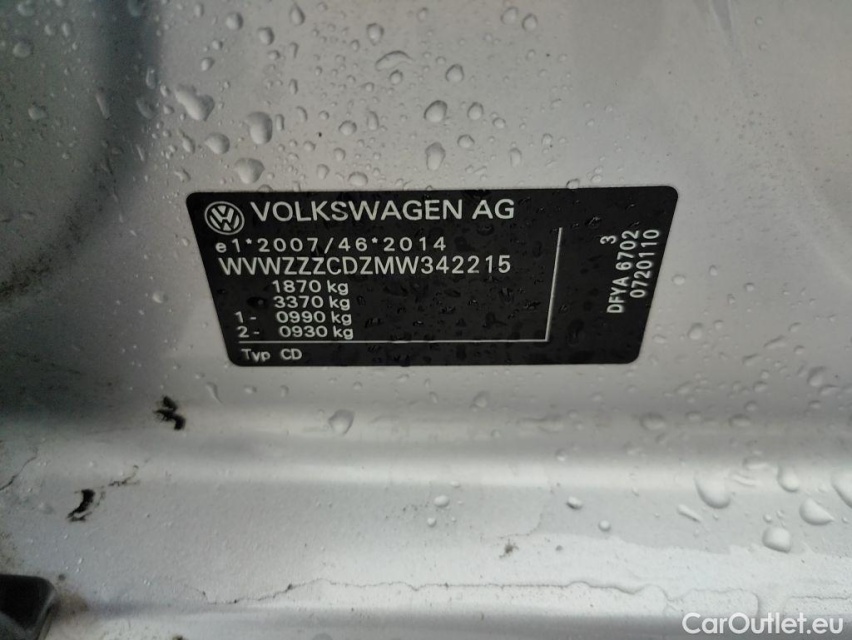 VOLKSWAGEN AG
e1*2007/46*2014
WVWZZZCDZMW342215
1870 kg
3370 kg
1- 0990 kg
2- 0930 kg
Typ CD
3
DFYA 6702
0720110
CarOutlet.eu